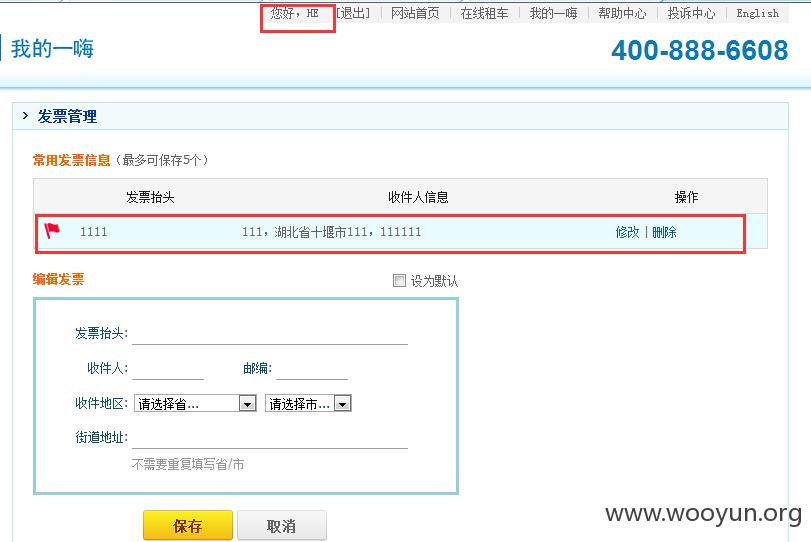 您好，HE [退出] | 网站首页 | 在线租车 | 我的一嗨 | 帮助中心 | 投诉中心 | English
我的一嗨 400-888-6608
发票管理
常用发票信息（最多可保存5个）
发票抬头 收件人信息 操作
1111 111，湖北省十堰市111，111111 修改 | 删除
编辑发票 设为默认
发票抬头:
收件人: 邮编:
收件地区: 请选择省... 请选择市...
街道地址:
不需要重复填写省/市
保存 取消
www.wooyun.org